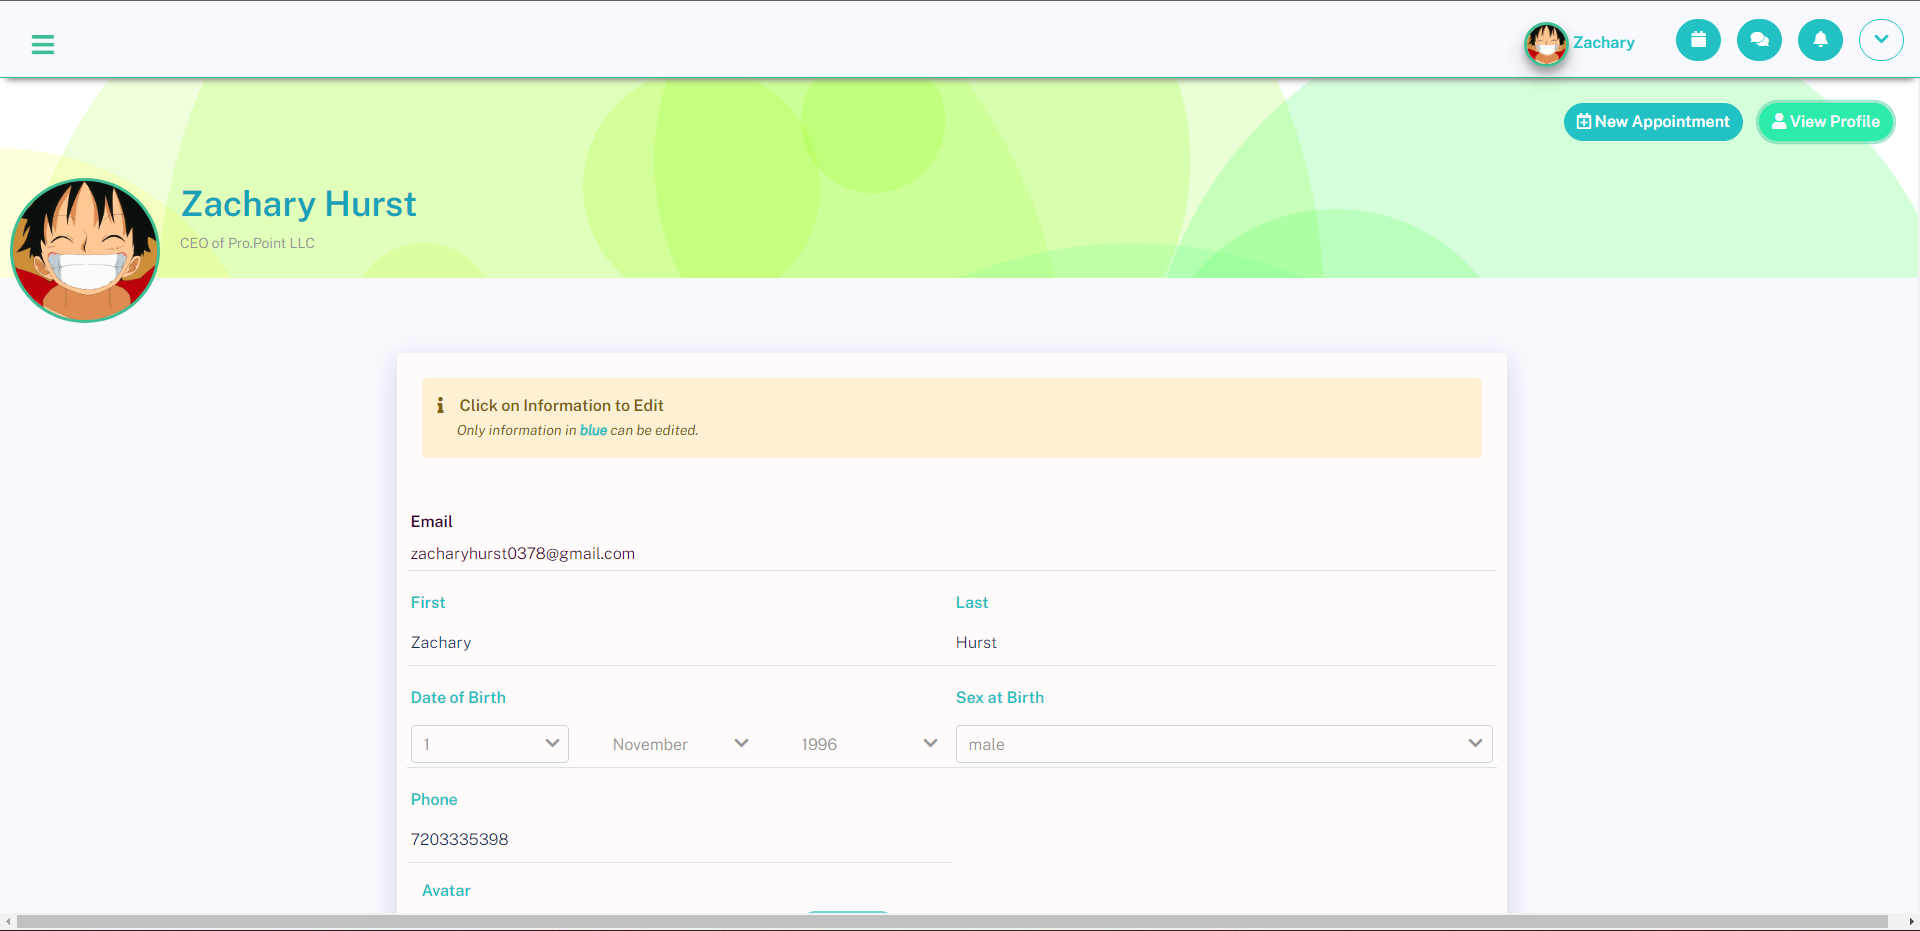 Zachary
New Appointment
View Profile
Zachary Hurst
CEO of Pro.Point LLC
Click on Information to Edit
Only information in blue can be edited.
Email
zacharyhurst0378@gmail.com
First
Last
Zachary
Hurst
Date of Birth
Sex at Birth
1
November
1996
male
Phone
7203335398
Avatar